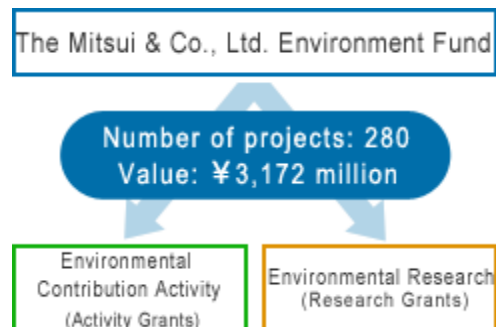 The Mitsui & Co., Ltd. Environment Fund
Number of projects: 280
Value: ¥3,172 million
Environmental
Contribution Activity
(Activity Grants)
Environmental Research
(Research Grants)